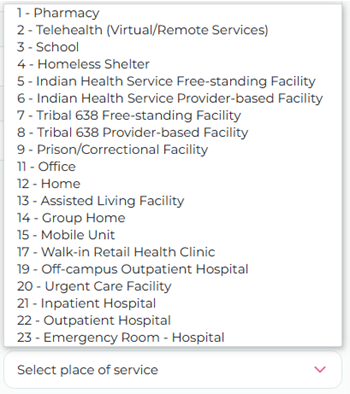 1 - Pharmacy
2 - Telehealth (Virtual/Remote Services)
3 - School
4 - Homeless Shelter
5 - Indian Health Service Free-standing Facility
6 - Indian Health Service Provider-based Facility
7 - Tribal 638 Free-standing Facility
8 - Tribal 638 Provider-based Facility
9 - Prison/Correctional Facility
11 - Office
12 - Home
13 - Assisted Living Facility
14 - Group Home
15 - Mobile Unit
17 - Walk-in Retail Health Clinic
19 - Off-campus Outpatient Hospital
20 - Urgent Care Facility
21 - Inpatient Hospital
22 - Outpatient Hospital
23 - Emergency Room - Hospital
Select place of service